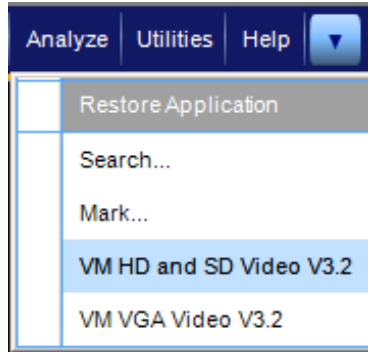 Analyze Utilities Help
Restore Application
Search...
Mark...
VM HD and SD Video V3.2
VM VGA Video V3.2